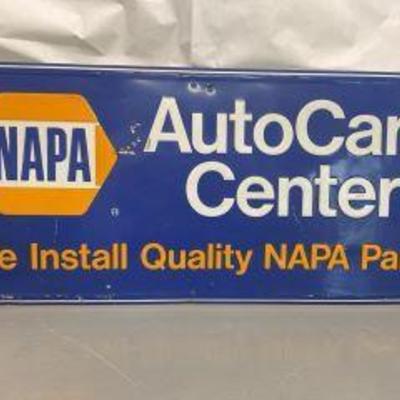 NAPA
AutoCar
Center
e Install Quality NAPA Pa